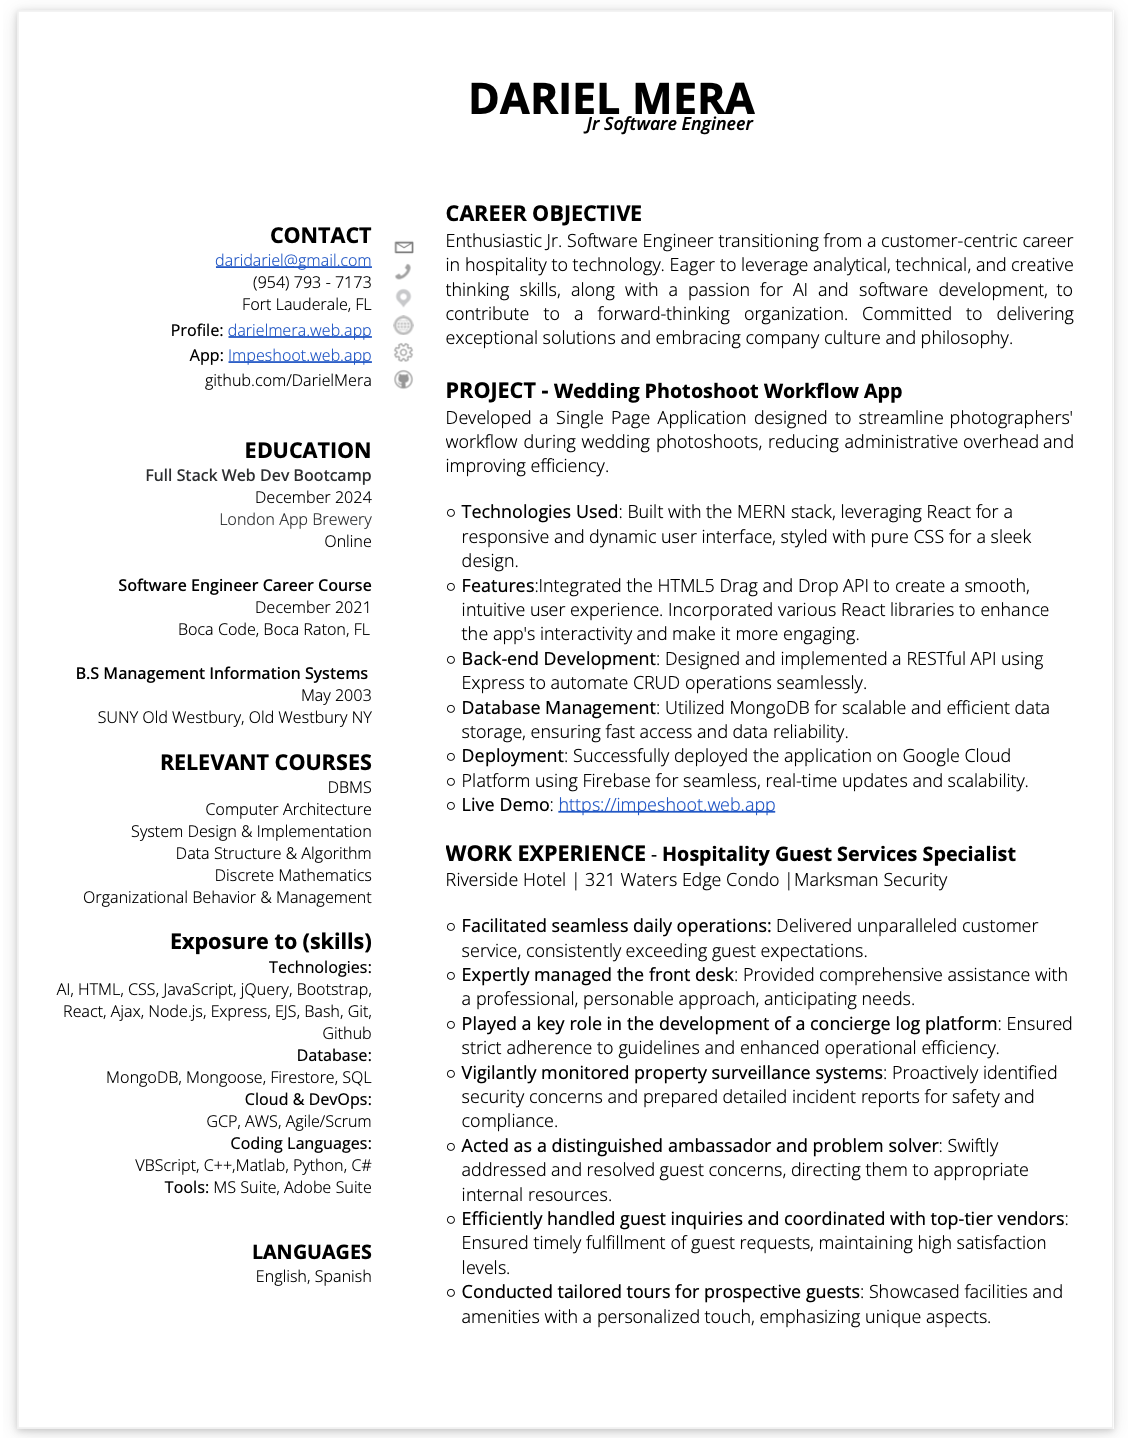 DARIEL MERA
Jr Software Engineer
CONTACT
daridariel@gmail.com
(954) 793 - 7173
Fort Lauderale, FL
Profile: darielmera.web.app
App: Impeshoot.web.app
github.com/DarielMera
EDUCATION
Full Stack Web Dev Bootcamp
December 2024
London App Brewery
Online
Software Engineer Career Course
December 2021
Boca Code, Boca Raton, FL
B.S Management Information Systems
May 2003
SUNY Old Westbury, Old Westbury NY
RELEVANT COURSES
DBMS
Computer Architecture
System Design & Implementation
Data Structure & Algorithm
Discrete Mathematics
Organizational Behavior & Management
Exposure to (skills)
Technologies:
AI, HTML, CSS, JavaScript, jQuery, Bootstrap,
React, Ajax, Node.js, Express, EJS, Bash, Git,
Github
Database:
MongoDB, Mongoose, Firestore, SQL
Cloud & DevOps:
GCP, AWS, Agile/Scrum
Coding Languages:
VBScript, C++,Matlab, Python, C#
Tools: MS Suite, Adobe Suite
LANGUAGES
English, Spanish
CAREER OBJECTIVE
Enthusiastic Jr. Software Engineer transitioning from a customer-centric career
in hospitality to technology. Eager to leverage analytical, technical, and creative
thinking skills, along with a passion for AI and software development, to
contribute to a forward-thinking organization. Committed to delivering
exceptional solutions and embracing company culture and philosophy.
PROJECT - Wedding Photoshoot Workflow App
Developed a Single Page Application designed to streamline photographers'
workflow during wedding photoshoots, reducing administrative overhead and
improving efficiency.
○ Technologies Used: Built with the MERN stack, leveraging React for a
responsive and dynamic user interface, styled with pure CSS for a sleek
design.
○ Features:Integrated the HTML5 Drag and Drop API to create a smooth,
intuitive user experience. Incorporated various React libraries to enhance
the app's interactivity and make it more engaging.
○ Back-end Development: Designed and implemented a RESTful API using
Express to automate CRUD operations seamlessly.
○ Database Management: Utilized MongoDB for scalable and efficient data
storage, ensuring fast access and data reliability.
○ Deployment: Successfully deployed the application on Google Cloud
○ Platform using Firebase for seamless, real-time updates and scalability.
○ Live Demo: https://impeshoot.web.app
WORK EXPERIENCE - Hospitality Guest Services Specialist
Riverside Hotel | 321 Waters Edge Condo |Marksman Security
○ Facilitated seamless daily operations: Delivered unparalleled customer
service, consistently exceeding guest expectations.
○ Expertly managed the front desk: Provided comprehensive assistance with
a professional, personable approach, anticipating needs.
○ Played a key role in the development of a concierge log platform: Ensured
strict adherence to guidelines and enhanced operational efficiency.
○ Vigilantly monitored property surveillance systems: Proactively identified
security concerns and prepared detailed incident reports for safety and
compliance.
○ Acted as a distinguished ambassador and problem solver: Swiftly
addressed and resolved guest concerns, directing them to appropriate
internal resources.
○ Efficiently handled guest inquiries and coordinated with top-tier vendors:
Ensured timely fulfillment of guest requests, maintaining high satisfaction
levels.
○ Conducted tailored tours for prospective guests: Showcased facilities and
amenities with a personalized touch, emphasizing unique aspects.